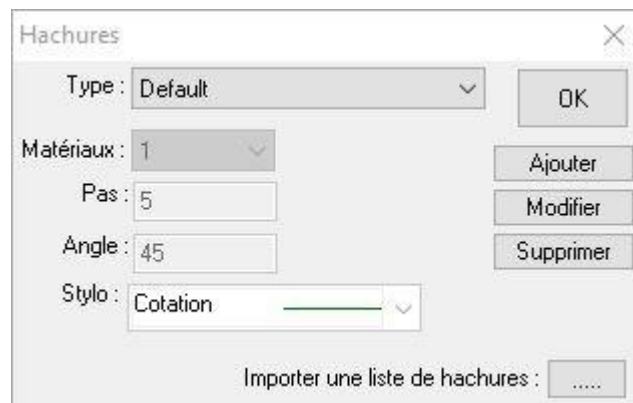 Hachures
Type : Default
OK
Matériaux : 1
Ajouter
Pas : 5
Modifier
Angle : 45
Supprimer
Stylo : Cotation
Importer une liste de hachures : .....